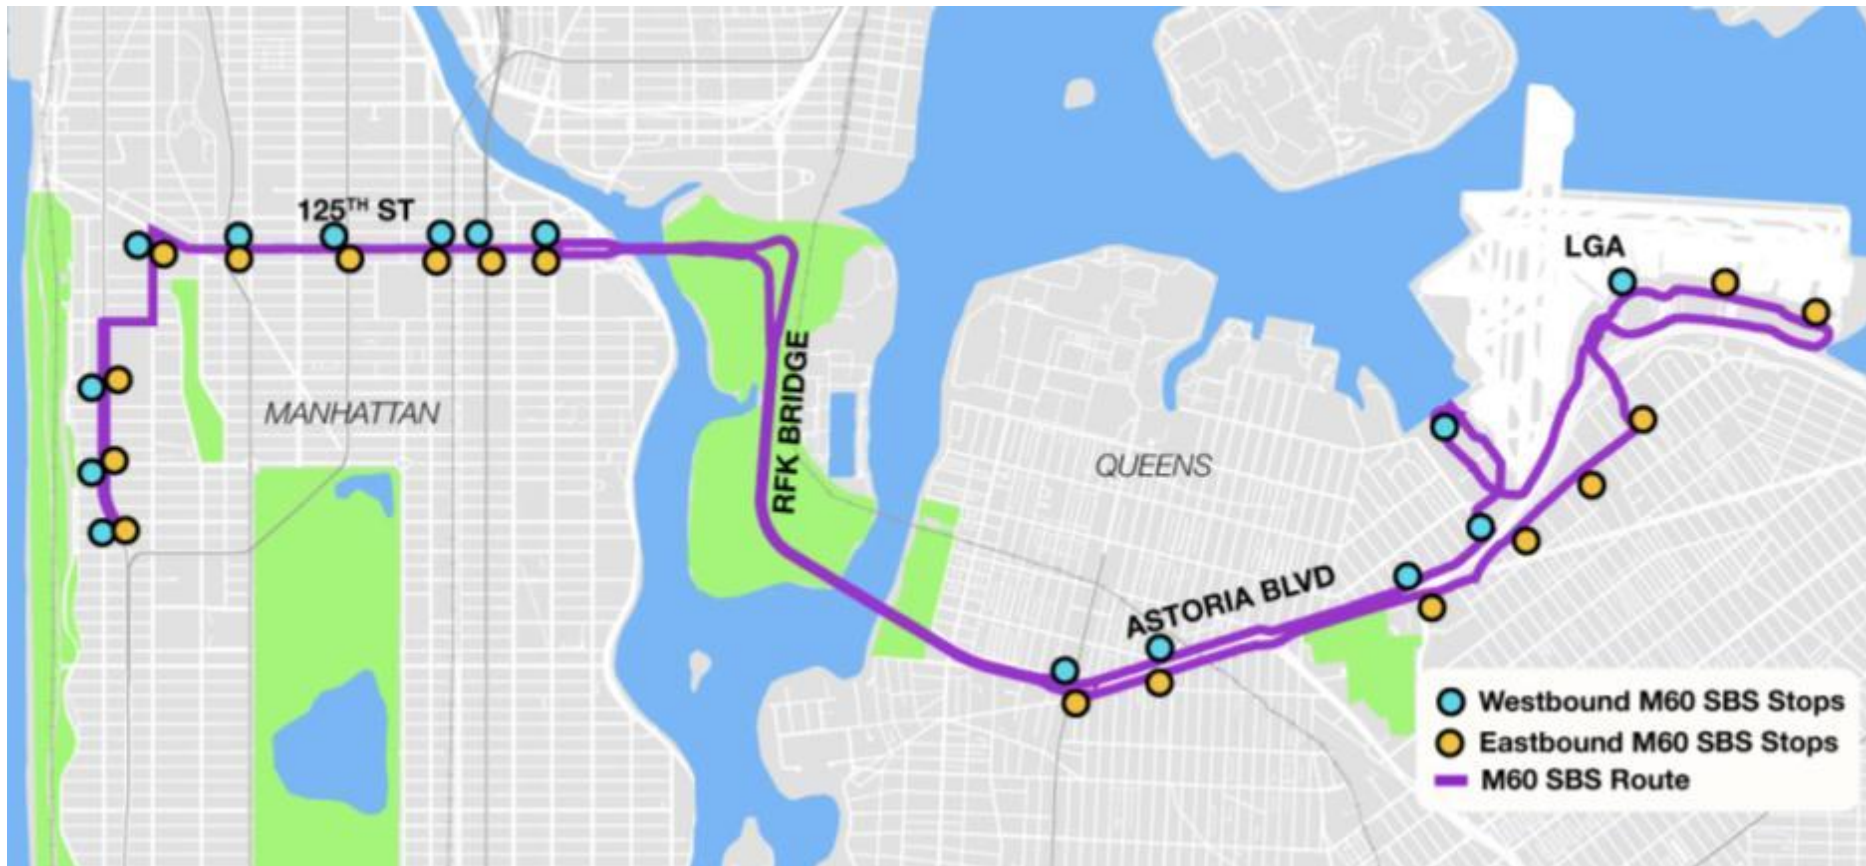 125TH ST
LGA
MANHATTAN
RFK BRIDGE
QUEENS
ASTORIA BLVD
Westbound M60 SBS Stops
Eastbound M60 SBS Stops
M60 SBS Route